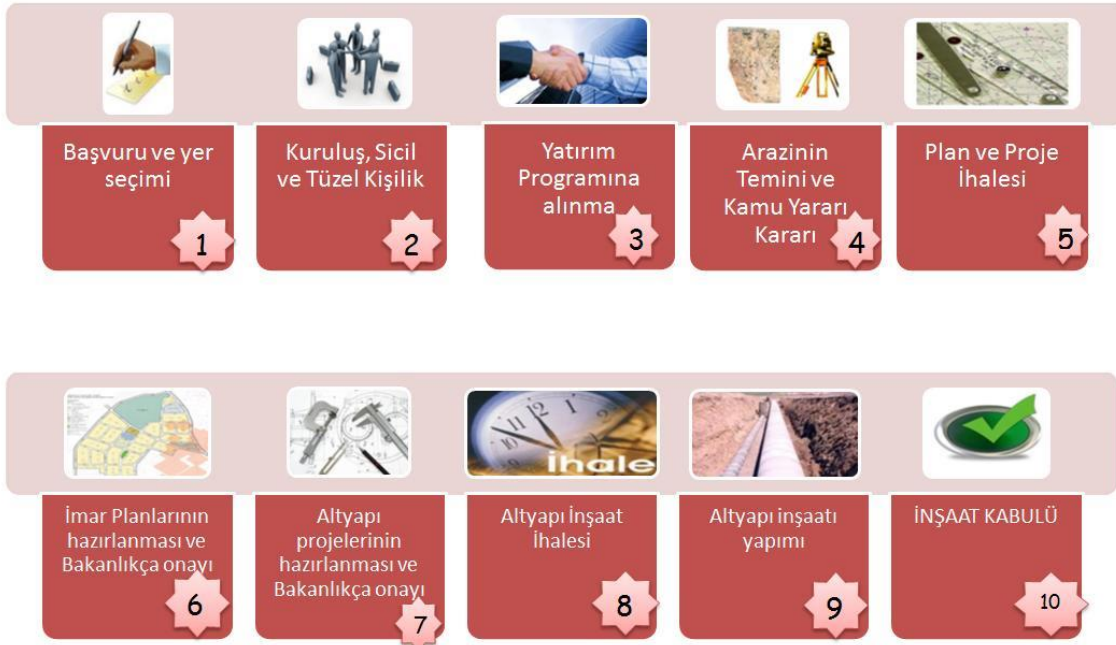 Başvuru ve yer
seçimi
1
Kuruluş, Sicil
ve Tüzel Kişilik
2
Yatırım
Programına
alınma
3
Arazinin
Temini ve
Kamu Yararı
Kararı
4
Plan ve Proje
İhalesi
5
İmar Planlarının
hazırlanması ve
Bakanlıkça onayı
6
Altyapı
projelerinin
hazırlanması ve
Bakanlıkça onayı
7
ihale
Altyapı İnşaat
İhalesi
8
Altyapı inşaatı
yapımı
9
İNŞAAT KABULÜ
10